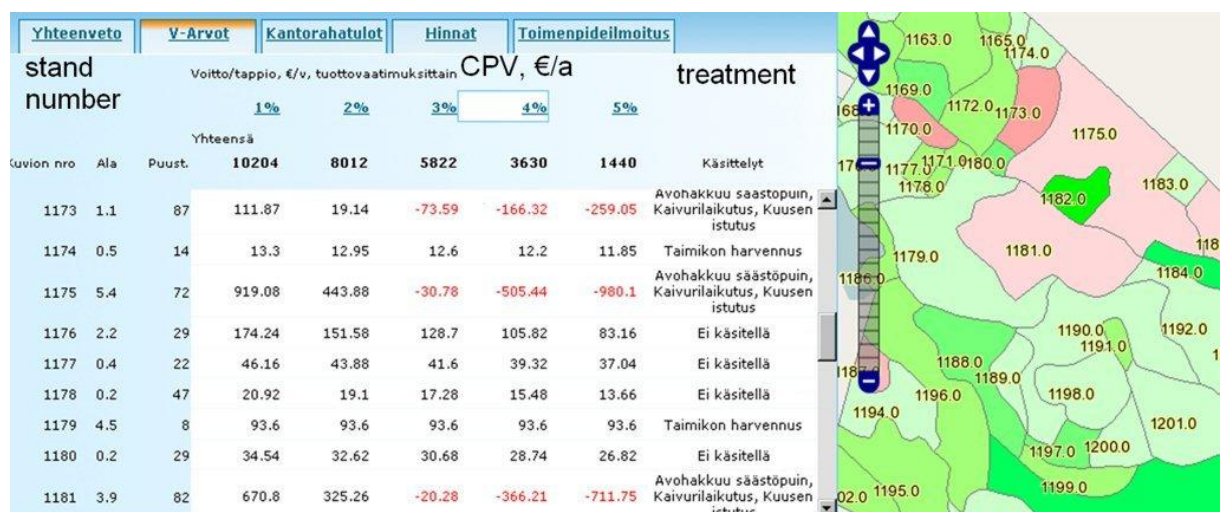 Yhteenveto V-Arvot Kantorahatulot Hinnat Toimenpideilmoitus
stand number
Voitto/tappio, €/v, tuottovaatimuksittain CPV, €/a treatment
1% 2% 3% 4% 5%
Yhteensä
Kuvion nro Ala Puust. 10204 8012 5822 3630 1440 Käsittelyt
1173 1.1 87 111.87 19.14 -73.59 -166.32 -259.05 Avohakkuu säästöpuin, Kaivurilaikutus, Kuusen istutus
1174 0.5 14 13.3 12.95 12.6 12.2 11.85 Taimikon harvennus
1175 5.4 72 919.08 443.88 -30.78 -505.44 -980.1 Avohakkuu säästöpuin, Kaivurilaikutus, Kuusen istutus
1176 2.2 29 174.24 151.58 128.7 105.82 83.16 Ei käsitellä
1177 0.4 22 46.16 43.88 41.6 39.32 37.04 Ei käsitellä
1178 0.2 47 20.92 19.1 17.28 15.48 13.66 Ei käsitellä
1179 4.5 8 93.6 93.6 93.6 93.6 93.6 Taimikon harvennus
1180 0.2 29 34.54 32.62 30.68 28.74 26.82 Ei käsitellä
1181 3.9 82 670.8 325.26 -20.28 -366.21 -711.75 Avohakkuu säästöpuin, Kaivurilaikutus, Kuusen istutus
1163.0 1165.0
1174.0
1169.0
1172.0 1173.0
1170.0 1175.0
1177.0 1171.0 1180.0
1178.0 1183.0
1182.0
1179.0 1181.0
1184.0
1186.0
1190.0 1192.0
1191.0
1188.0
1189.0
1196.0 1198.0
1194.0 1201.0
1197.0 1200.0
1195.0 1199.0